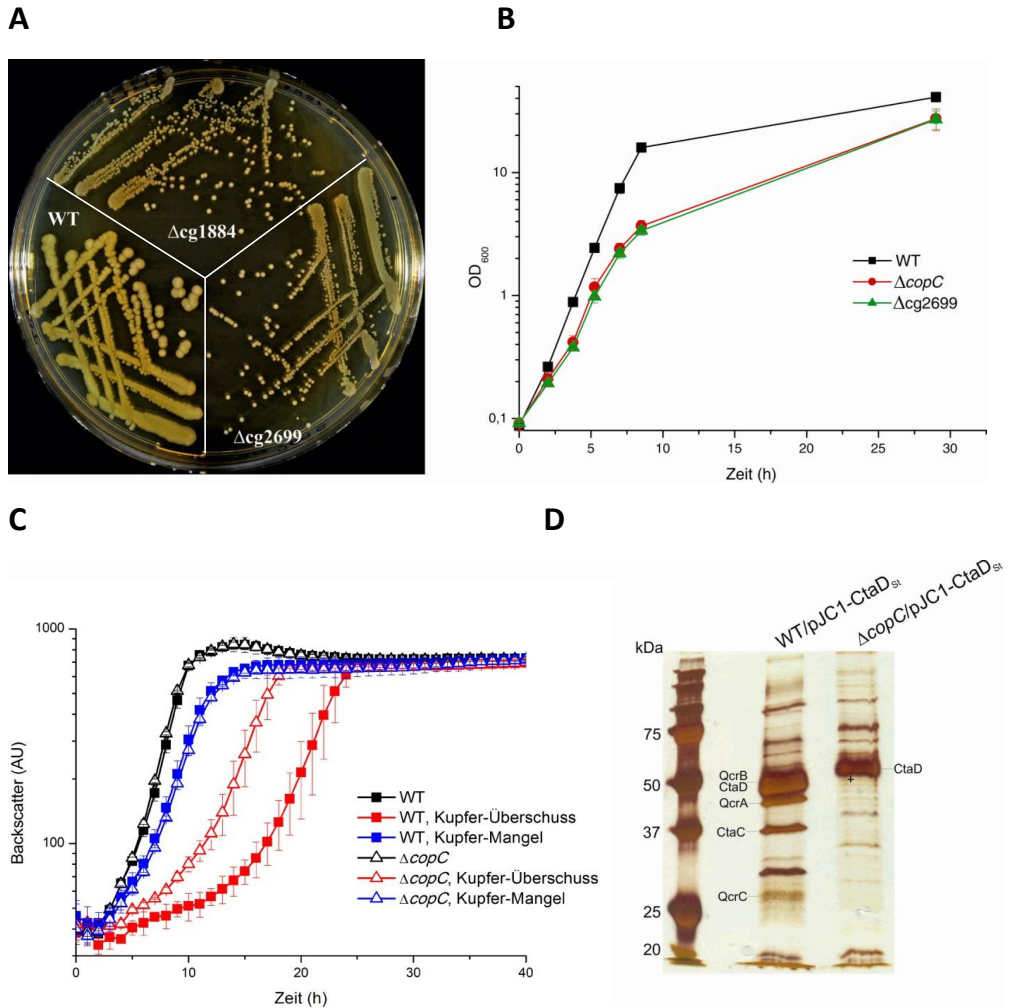 A
WT
Δcg1884
Δcg2699
B
OD600
10
1
0,1
0
5
10
15
20
25
30
Zeit (h)
WT
ΔcopC
Δcg2699
C
Backscatter (AU)
1000
100
0
10
20
30
40
Zeit (h)
WT
WT, Kupfer-Überschuss
WT, Kupfer-Mangel
ΔcopC
ΔcopC, Kupfer-Überschuss
ΔcopC, Kupfer-Mangel
D
WT/pJC1-CtaDSt
ΔcopC/pJC1-CtaDSt
kDa
75
50
37
25
20
QcrB
CtaD
QcrA
CtaC
QcrC
CtaD
+